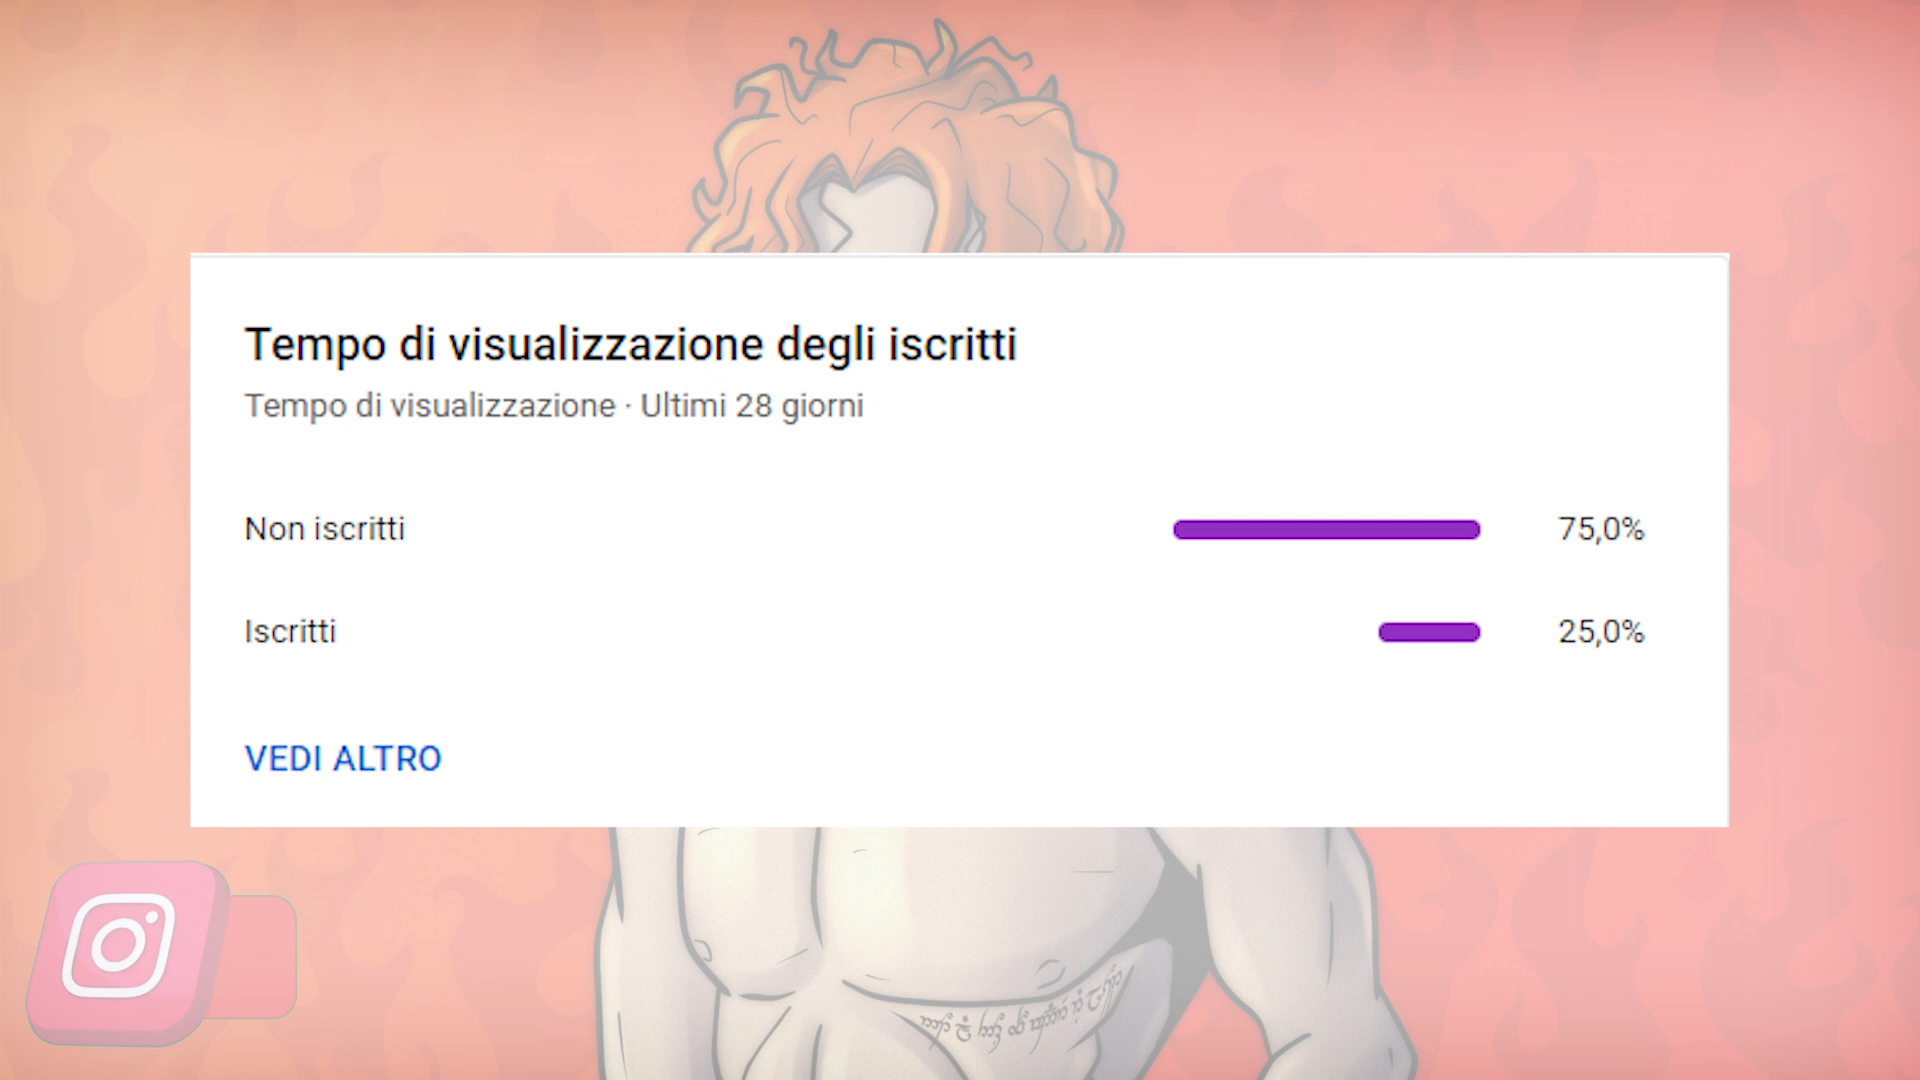 Tempo di visualizzazione degli iscritti
Tempo di visualizzazione · Ultimi 28 giorni
Non iscritti 75,0%
Iscritti 25,0%
VEDI ALTRO